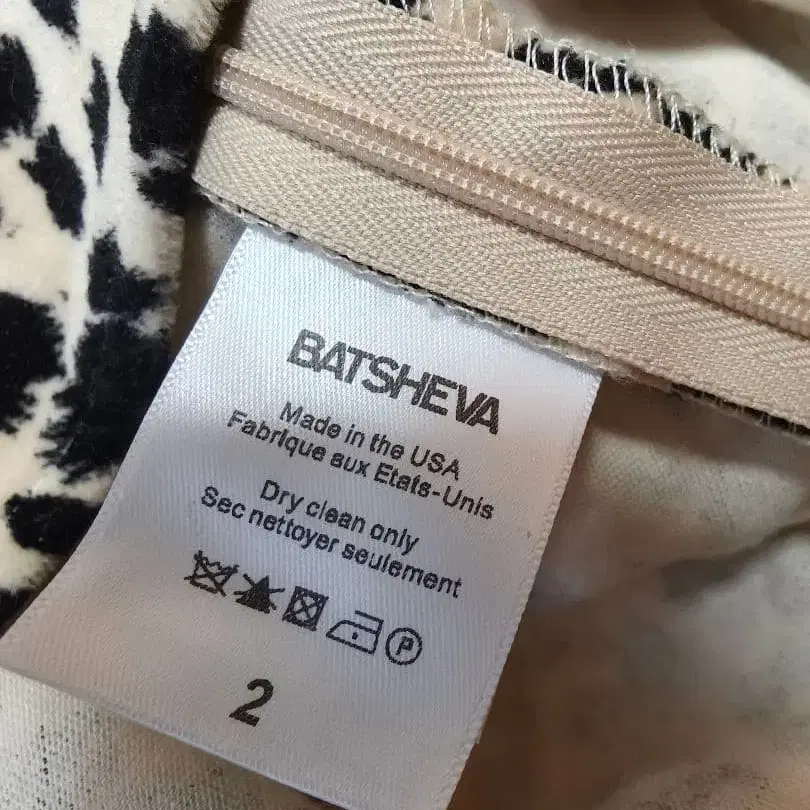 BATSHEVA
Made in the USA
Fabrique aux Etats-Unis
Dry clean only
Sec nettoyer seulement
P
2